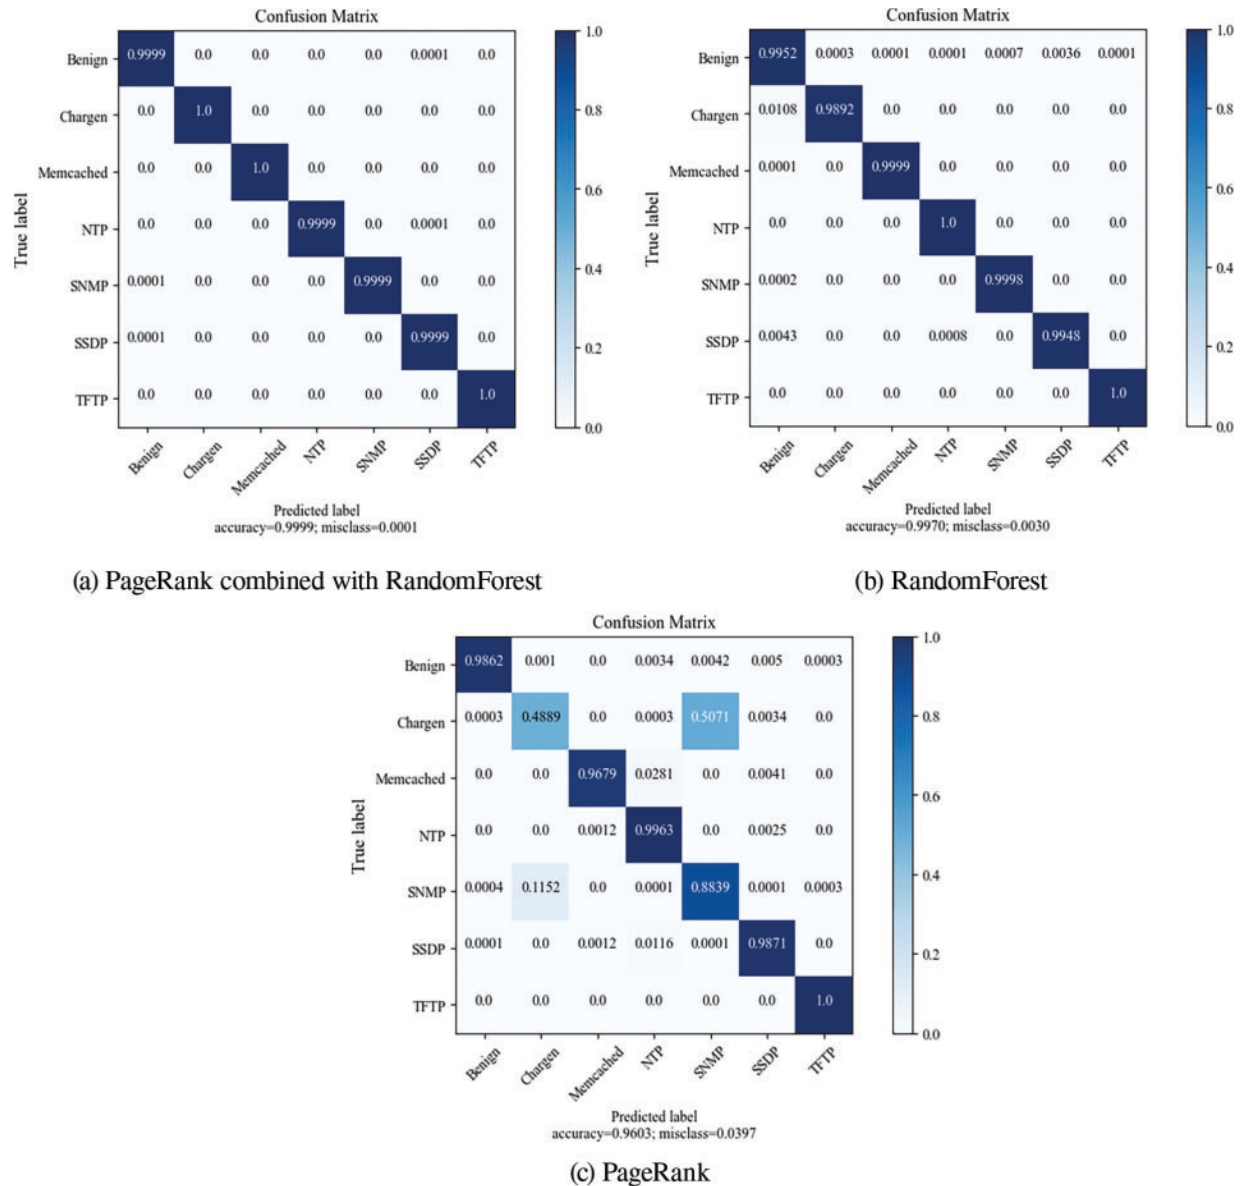 Confusion Matrix
Benign 0.9999 0.0 0.0 0.0 0.0 0.0001 0.0
Chargen 0.0 1.0 0.0 0.0 0.0 0.0 0.0
Memcached 0.0 0.0 1.0 0.0 0.0 0.0 0.0
NTP 0.0 0.0 0.0 0.9999 0.0 0.0001 0.0
SNMP 0.0001 0.0 0.0 0.0 0.9999 0.0 0.0
SSDP 0.0001 0.0 0.0 0.0 0.0 0.9999 0.0
TFTP 0.0 0.0 0.0 0.0 0.0 0.0 1.0
True label
Benign Chargen Memcached NTP SNMP SSDP TFTP
Predicted label
accuracy=0.9999; misclass=0.0001
1.0
0.8
0.6
0.4
0.2
0.0
(a) PageRank combined with RandomForest
Confusion Matrix
Benign 0.9952 0.0003 0.0001 0.0001 0.0007 0.0036 0.0001
Chargen 0.0108 0.9892 0.0 0.0 0.0 0.0 0.0
Memcached 0.0001 0.0 0.9999 0.0 0.0 0.0 0.0
NTP 0.0 0.0 0.0 1.0 0.0 0.0 0.0
SNMP 0.0002 0.0 0.0 0.0 0.9998 0.0 0.0
SSDP 0.0043 0.0 0.0 0.0008 0.0 0.9948 0.0
TFTP 0.0 0.0 0.0 0.0 0.0 0.0 1.0
True label
Benign Chargen Memcached NTP SNMP SSDP TFTP
Predicted label
accuracy=0.9970; misclass=0.0030
1.0
0.8
0.6
0.4
0.2
0.0
(b) RandomForest
Confusion Matrix
Benign 0.9862 0.001 0.0 0.0034 0.0042 0.005 0.0003
Chargen 0.0003 0.4889 0.0 0.0003 0.5071 0.0034 0.0
Memcached 0.0 0.0 0.9679 0.0281 0.0 0.0041 0.0
NTP 0.0 0.0 0.0012 0.9963 0.0 0.0025 0.0
SNMP 0.0004 0.1152 0.0 0.0001 0.8839 0.0001 0.0003
SSDP 0.0001 0.0 0.0012 0.0116 0.0001 0.9871 0.0
TFTP 0.0 0.0 0.0 0.0 0.0 0.0 1.0
True label
Benign Chargen Memcached NTP SNMP SSDP TFTP
Predicted label
accuracy=0.9603; misclass=0.0397
1.0
0.8
0.6
0.4
0.2
0.0
(c) PageRank